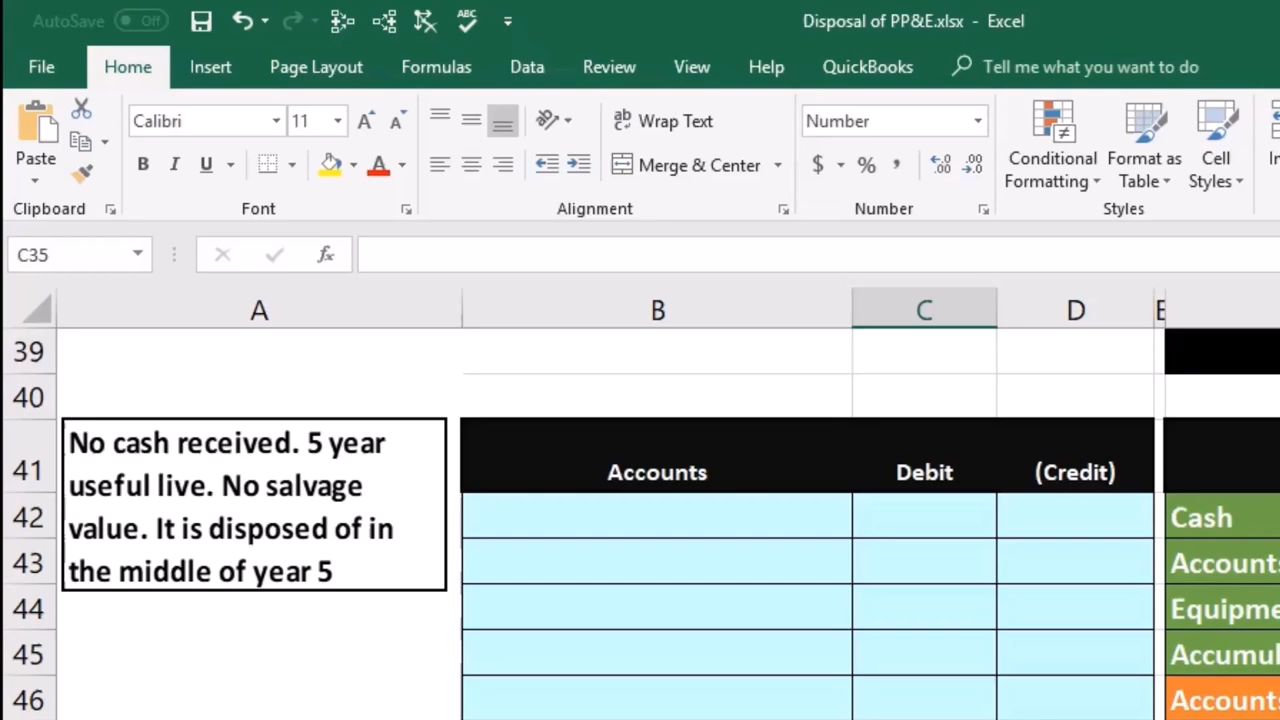 AutoSave Off
Disposal of PP&E.xlsx - Excel
File Home Insert Page Layout Formulas Data Review View Help QuickBooks Tell me what you want to do
Calibri 11
Wrap Text
Number
Paste
B I U
Merge & Center
$ % ,
Conditional Formatting
Format as Table
Cell Styles
Clipboard Font Alignment Number Styles
C35
fx
A B C D E
39
40
41
No cash received. 5 year
useful live. No salvage
value. It is disposed of in
the middle of year 5
Accounts Debit (Credit)
42 Cash
43 Accounts
44 Equipme
45 Accumul
46 Accounts